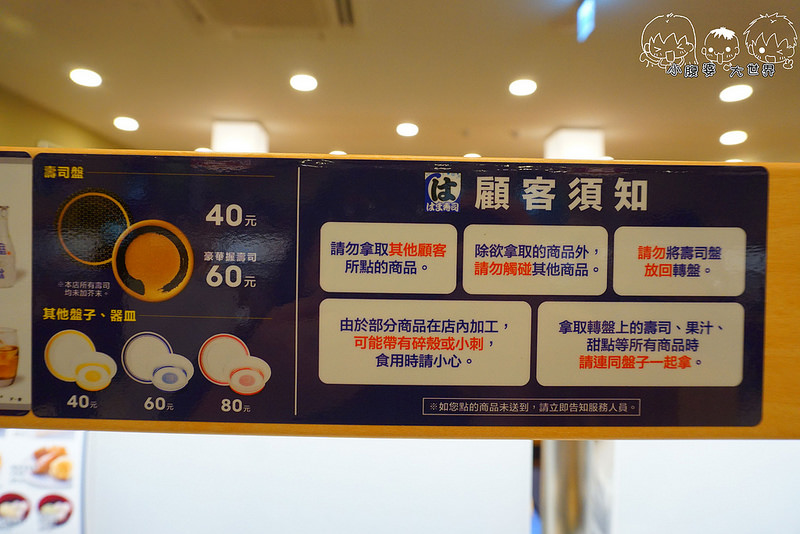 小腹婆 大世界
壽司盤
40元
豪華握壽司
60元
※本店所有壽司
均未加芥末。
其他盤子、器皿
40元
60元
80元
は
はま寿司
顧客須知
請勿拿取其他顧客
所點的商品。
除欲拿取的商品外，
請勿觸碰其他商品。
請勿將壽司盤
放回轉盤。
由於部分商品在店內加工，
可能帶有碎殼或小刺，
食用時請小心。
拿取轉盤上的壽司、果汁、
甜點等所有商品時
請連同盤子一起拿。
※如您點的商品未送到，請立即告知服務人員。